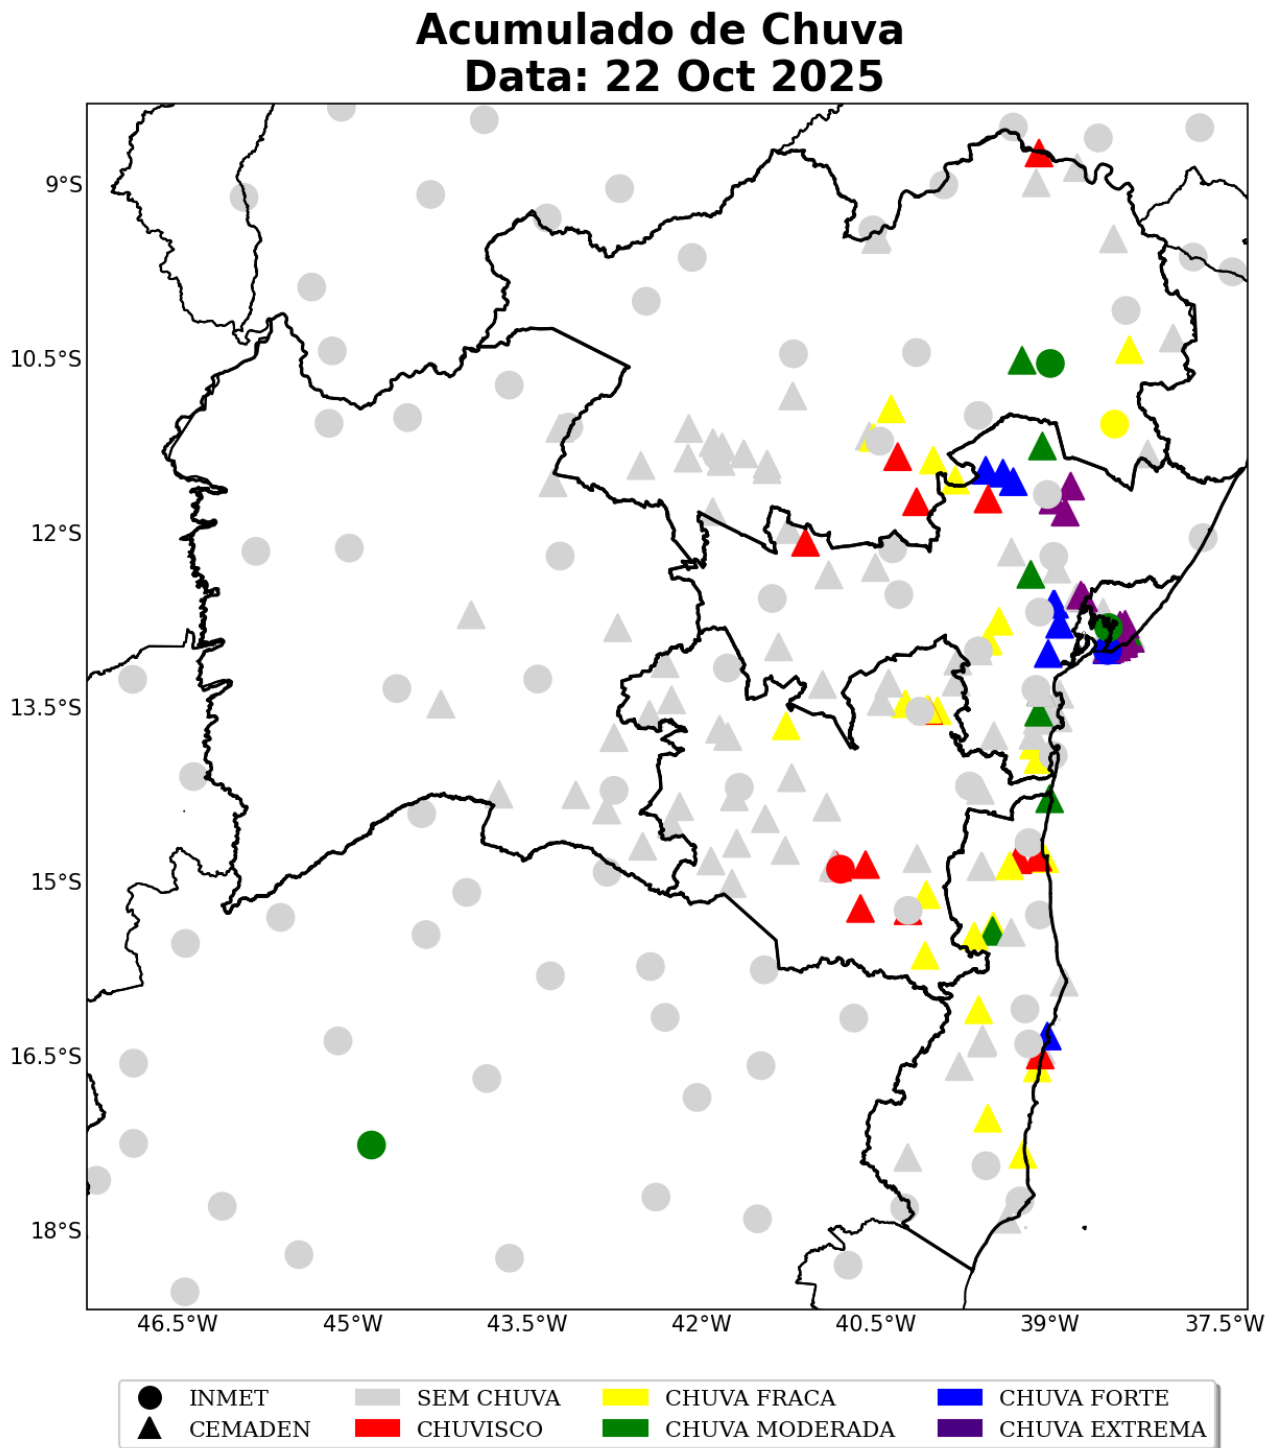 Acumulado de Chuva
Data: 22 Oct 2025
9°S
10.5°S
12°S
13.5°S
15°S
16.5°S
18°S
46.5°W 45°W 43.5°W 42°W 40.5°W 39°W 37.5°W
INMET SEM CHUVA CHUVA FRACA CHUVA FORTE
CEMADEN CHUVISCO CHUVA MODERADA CHUVA EXTREMA